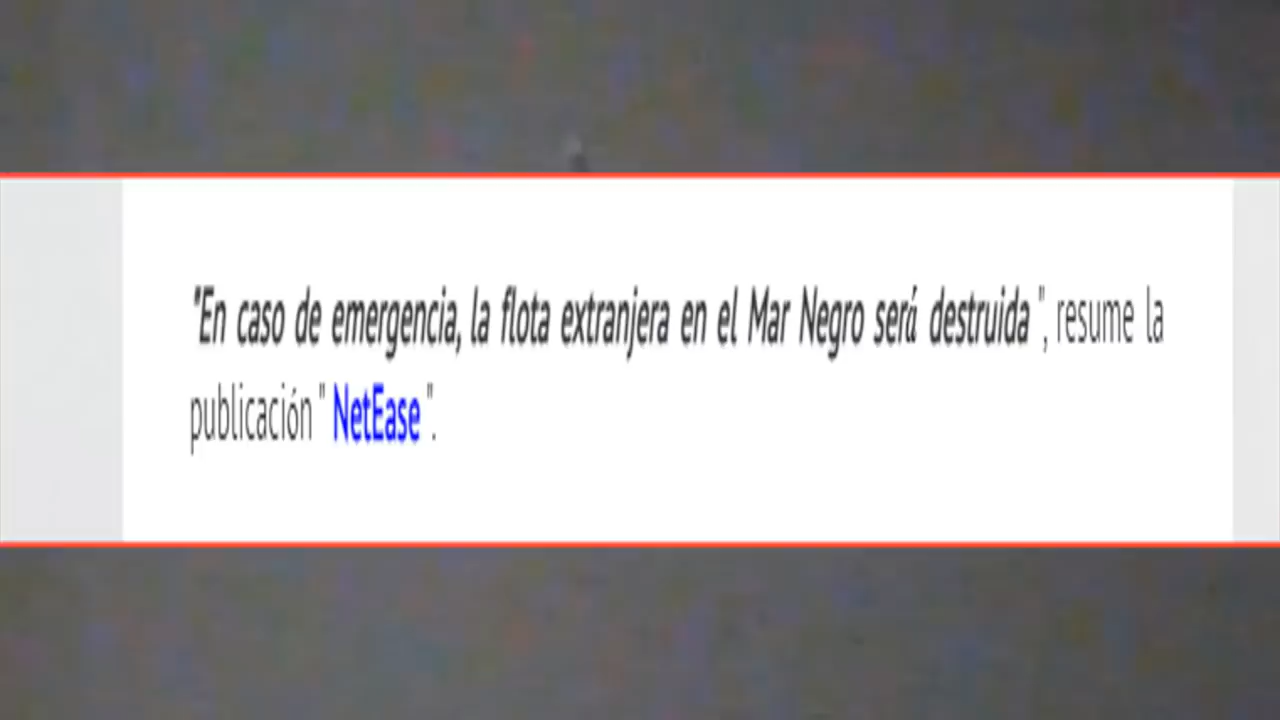 "En caso de emergencia, la flota extranjera en el Mar Negro será destruida ", resume la
publicación " NetEase ".